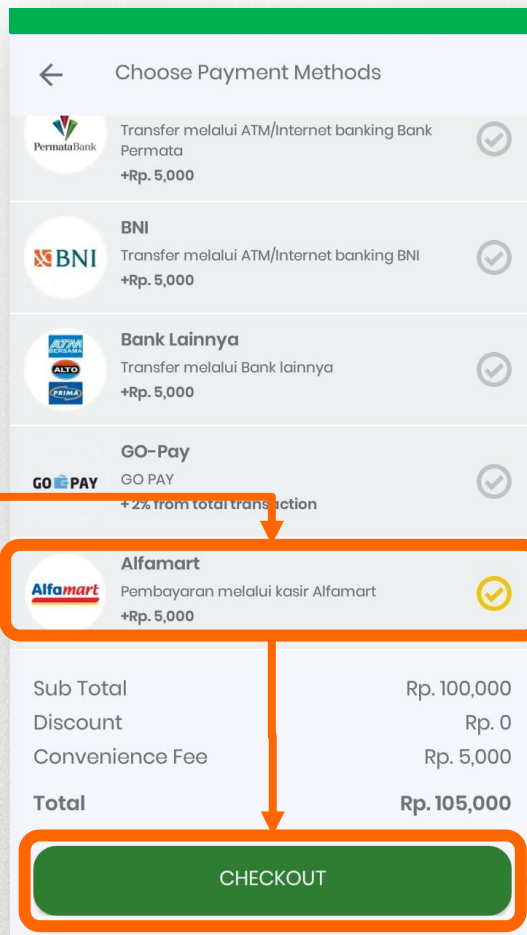 Choose Payment Methods
PermataBank
Transfer melalui ATM/Internet banking Bank
Permata
+Rp. 5,000
BNI
BNI
Transfer melalui ATM/Internet banking BNI
+Rp. 5,000
ATM
BERSAMA
ALTO
PRIMA
Bank Lainnya
Transfer melalui Bank lainnya
+Rp. 5,000
GO PAY
GO-Pay
GO PAY
+ 2% from total transaction
Alfamart
Alfamart
Pembayaran melalui kasir Alfamart
+Rp. 5,000
Sub Total Rp. 100,000
Discount Rp. 0
Convenience Fee Rp. 5,000
Total Rp. 105,000
CHECKOUT